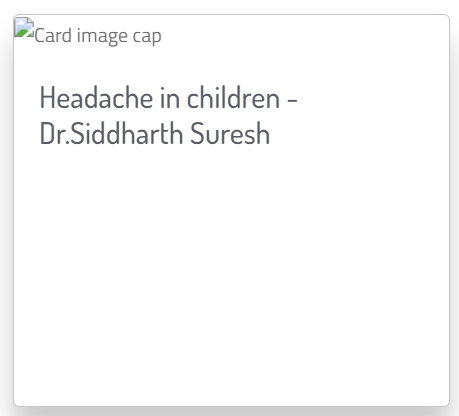 Card image cap
Headache in children -
Dr.Siddharth Suresh